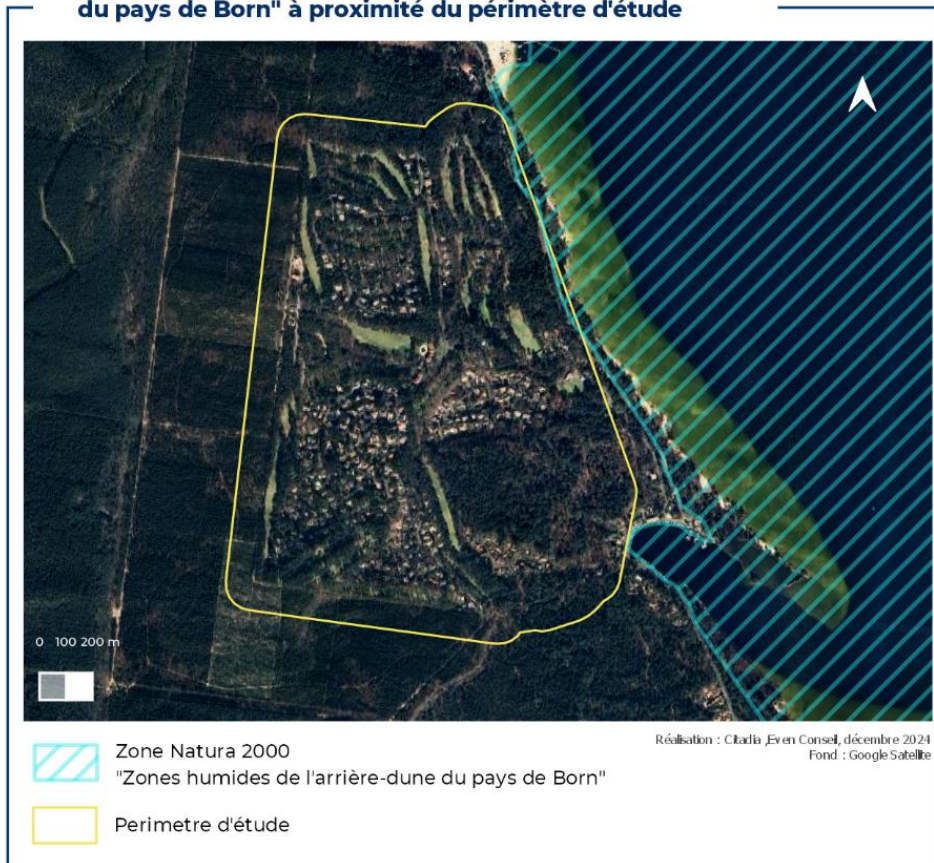 du pays de Born" à proximité du périmètre d'étude
0 100 200 m
Réalisation : Citadia ,Even Conseil, décembre 2024
Fond : Google Satellite
Zone Natura 2000
"Zones humides de l'arrière-dune du pays de Born"
Perimetre d'étude